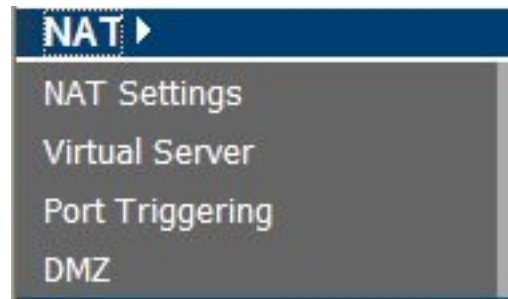 NAT
NAT Settings
Virtual Server
Port Triggering
DMZ